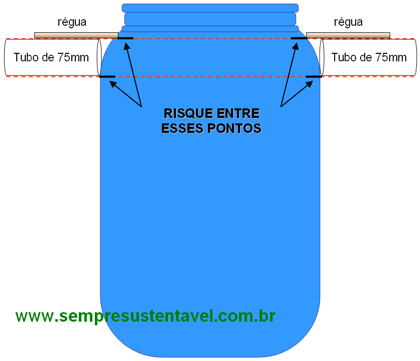 régua
régua
Tubo de 75mm
Tubo de 75mm
RISQUE ENTRE
ESSES PONTOS
www.sempresustentavel.com.br